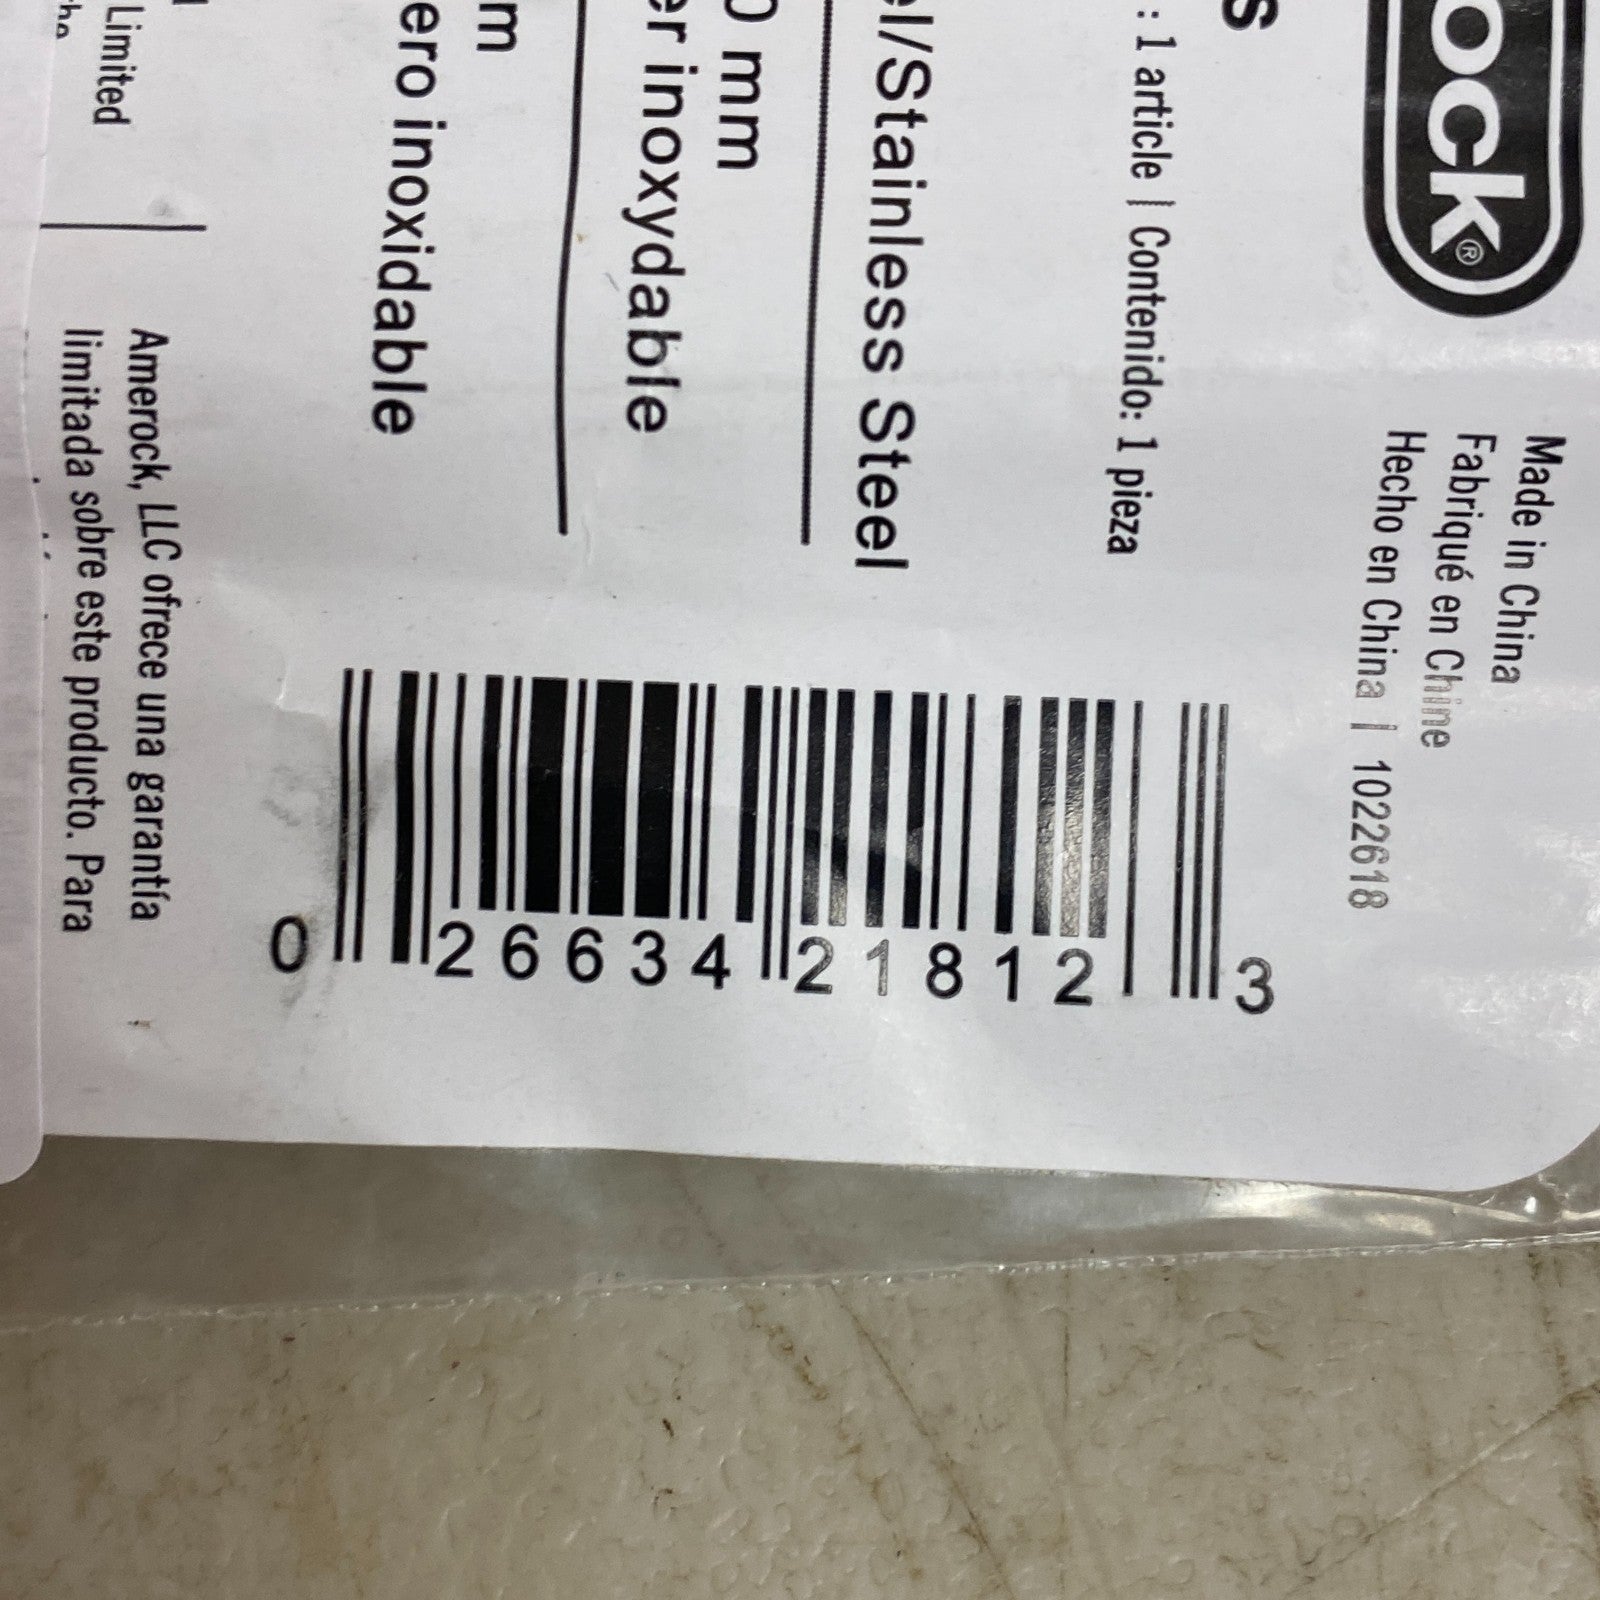 ock®
Made in China
Fabriqué en Chine
Hecho en China | 1022618
: 1 article | Contenido: 1 pieza
el/Stainless Steel
0 mm
er inoxydable
m
ero inoxidable
0 26634 21812 3
Limited
Amerock, LLC ofrece una garantía
limitada sobre este producto. Para